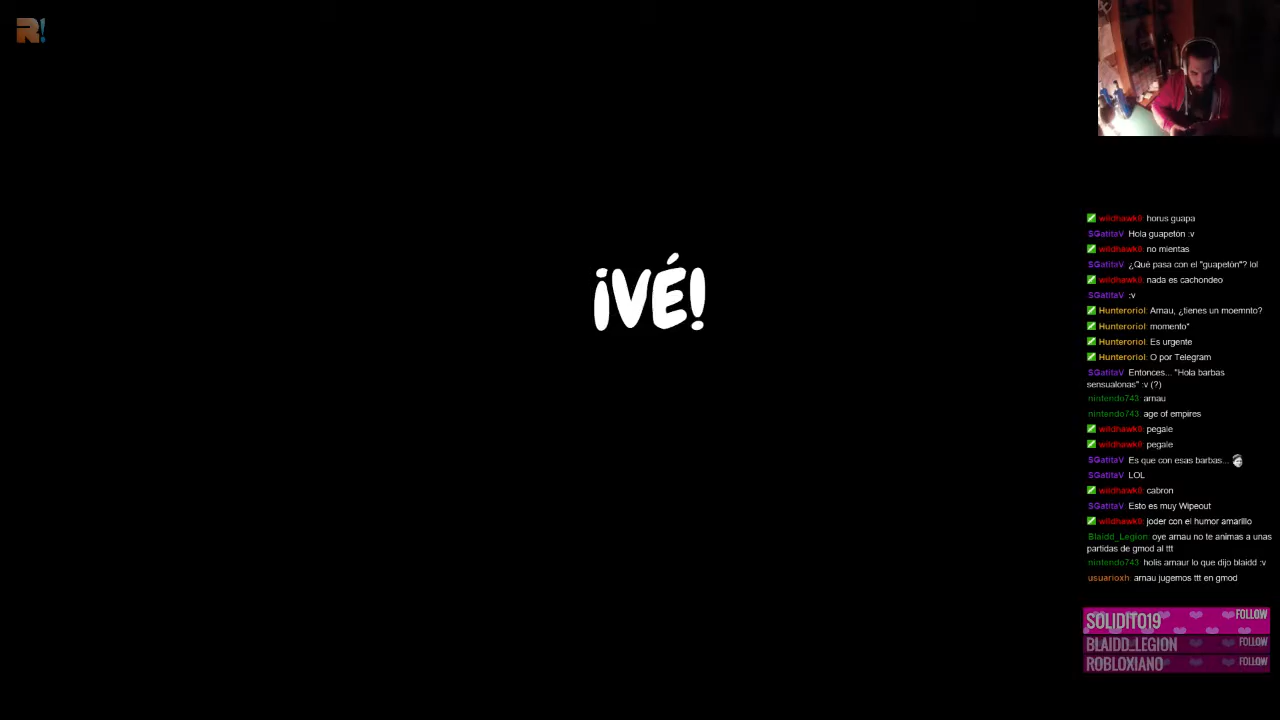 R!
¡VÉ!
wildhawk0: horus guapa
SGatitaV: Hola guapetón :v
wildhawk0: no mientas
SGatitaV: ¿Qué pasa con el "guapetón"? lol
wildhawk0: nada es cachondeo
SGatitaV: :v
Hunteroriol: Arnau, ¿tienes un moemnto?
Hunteroriol: momento*
Hunteroriol: Es urgente
Hunteroriol: O por Telegram
SGatitaV: Entonces... "Hola barbas
sensualonas" :v (?)
nintendo743: arnau
nintendo743: age of empires
wildhawk0: pegale
wildhawk0: pegale
SGatitaV: Es que con esas barbas...
SGatitaV: LOL
wildhawk0: cabron
SGatitaV: Esto es muy Wipeout
wildhawk0: joder con el humor amarillo
Blaidd_Legion: oye arnau no te animas a unas
partidas de gmod al ttt
nintendo743: holis arnaur lo que dijo blaidd :v
usuarioxh: arnau jugemos ttt en gmod
SOLIDITO19 FOLLOW
BLAIDD_LEGION FOLLOW
ROBLOXIANO FOLLOW